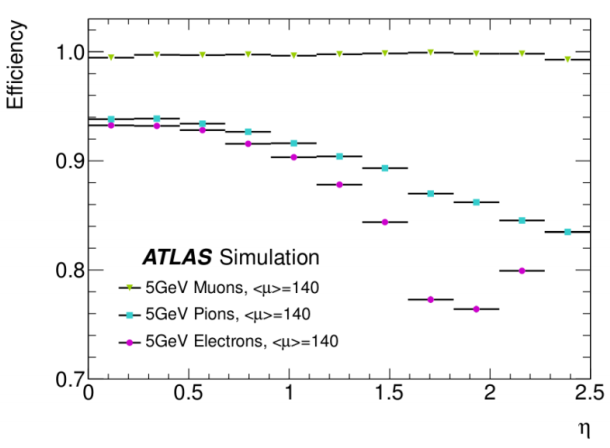 Efficiency
1.0
0.9
0.8
0.7
ATLAS Simulation
5GeV Muons, <μ>=140
5GeV Pions, <μ>=140
5GeV Electrons, <μ>=140
0 0.5 1 1.5 2 2.5
η